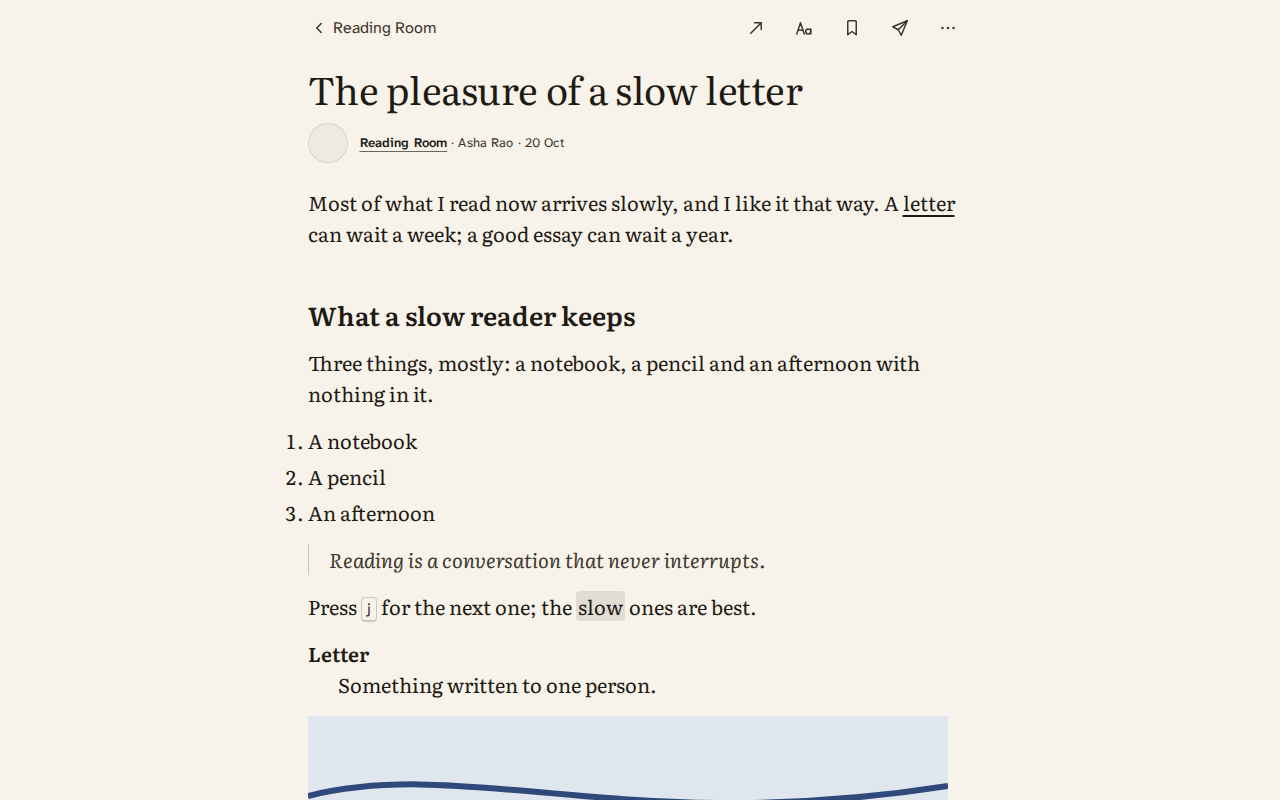 Reading Room
Aa
The pleasure of a slow letter
Reading Room · Asha Rao · 20 Oct
Most of what I read now arrives slowly, and I like it that way. A letter
can wait a week; a good essay can wait a year.
What a slow reader keeps
Three things, mostly: a notebook, a pencil and an afternoon with
nothing in it.
1. A notebook
2. A pencil
3. An afternoon
Reading is a conversation that never interrupts.
Press j for the next one; the slow ones are best.
Letter
Something written to one person.